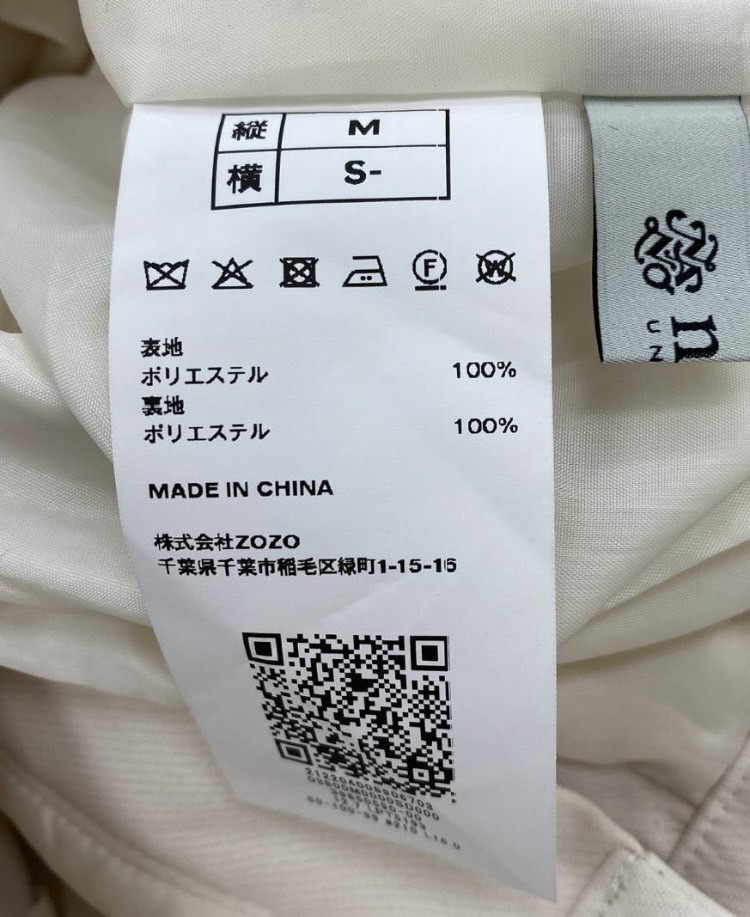 縦 M
横 S-
F
W
表地
ポリエステル 100%
裏地
ポリエステル 100%
MADE IN CHINA
株式会社ZOZO
千葉県千葉市稲毛区緑町1-15-16
n
C
Z